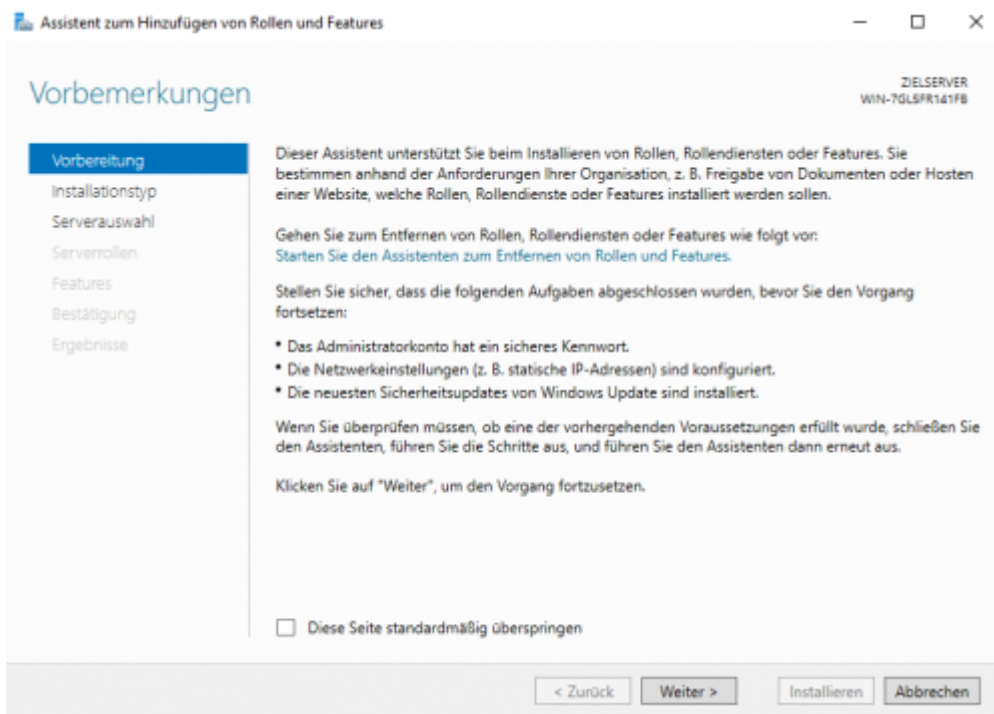 Assistent zum Hinzufügen von Rollen und Features
Vorbemerkungen
ZIELSERVER
WIN-7GLSFR141FB
Vorbereitung
Installationstyp
Serverauswahl
Serverrollen
Features
Bestätigung
Ergebnisse
Dieser Assistent unterstützt Sie beim Installieren von Rollen, Rollendiensten oder Features. Sie
bestimmen anhand der Anforderungen Ihrer Organisation, z. B. Freigabe von Dokumenten oder Hosten
einer Website, welche Rollen, Rollendienste oder Features installiert werden sollen.
Gehen Sie zum Entfernen von Rollen, Rollendiensten oder Features wie folgt vor:
Starten Sie den Assistenten zum Entfernen von Rollen und Features.
Stellen Sie sicher, dass die folgenden Aufgaben abgeschlossen wurden, bevor Sie den Vorgang
fortsetzen:
• Das Administratorkonto hat ein sicheres Kennwort.
• Die Netzwerkeinstellungen (z. B. statische IP-Adressen) sind konfiguriert.
• Die neuesten Sicherheitsupdates von Windows Update sind installiert.
Wenn Sie überprüfen müssen, ob eine der vorhergehenden Voraussetzungen erfüllt wurde, schließen Sie
den Assistenten, führen Sie die Schritte aus, und führen Sie den Assistenten dann erneut aus.
Klicken Sie auf "Weiter", um den Vorgang fortzusetzen.
Diese Seite standardmäßig überspringen
< Zurück
Weiter >
Installieren
Abbrechen